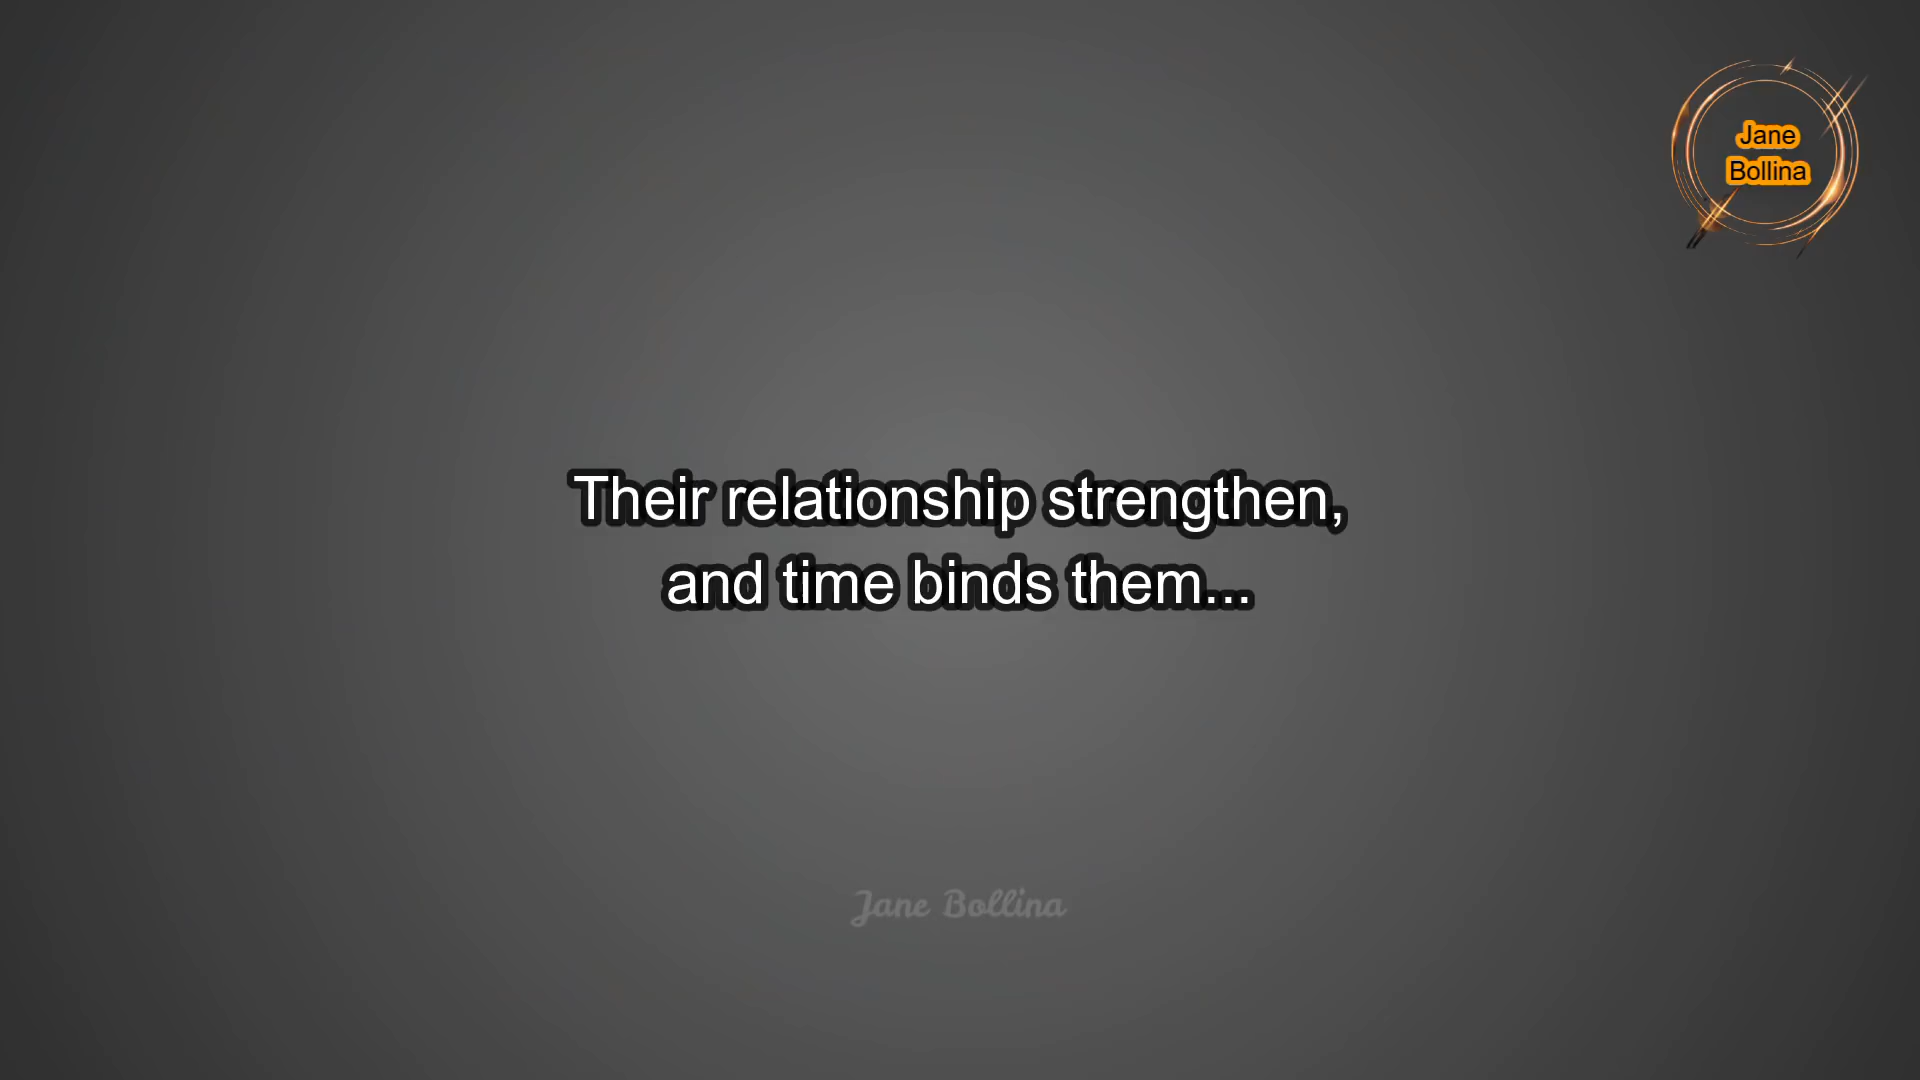 Jane
Bollina
Their relationship strengthen,
and time binds them...
Jane Bollina